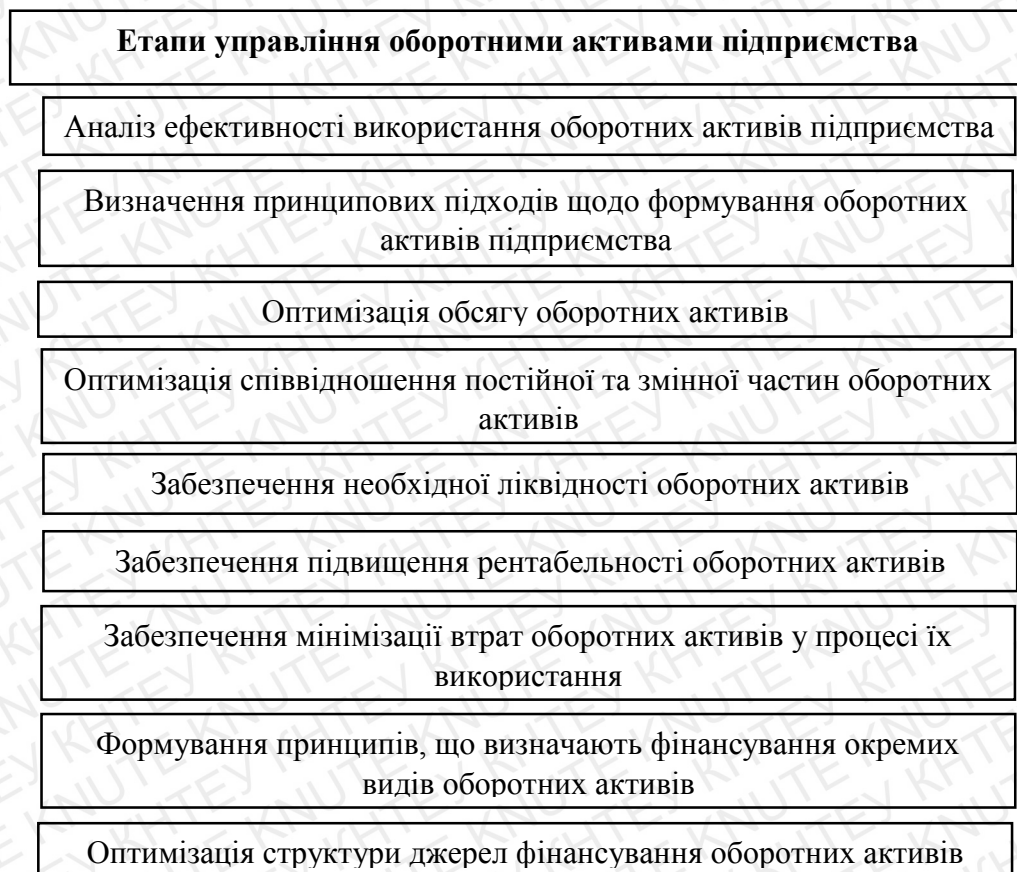 Етапи управління оборотними активами підприємства
Аналіз ефективності використання оборотних активів підприємства
Визначення принципових підходів щодо формування оборотних
активів підприємства
Оптимізація обсягу оборотних активів
Оптимізація співвідношення постійної та змінної частин оборотних
активів
Забезпечення необхідної ліквідності оборотних активів
Забезпечення підвищення рентабельності оборотних активів
Забезпечення мінімізації втрат оборотних активів у процесі їх
використання
Формування принципів, що визначають фінансування окремих
видів оборотних активів
Оптимізація структури джерел фінансування оборотних активів